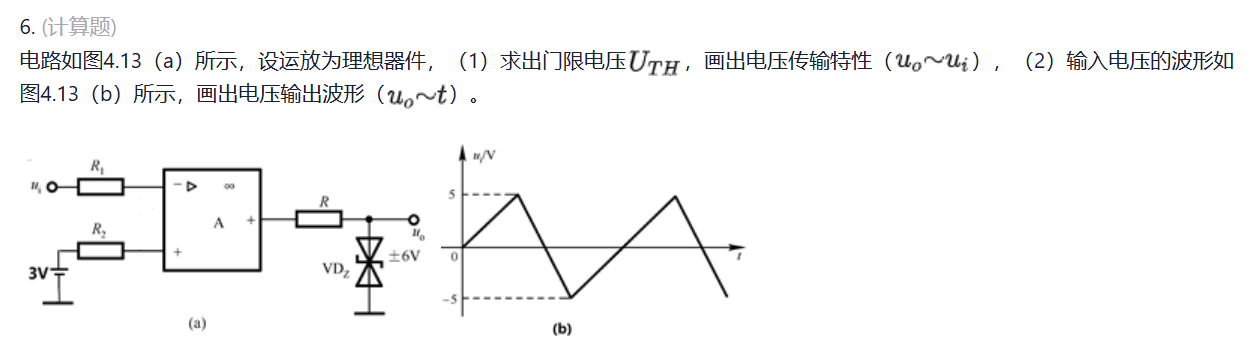 6. (计算题)
电路如图4.13（a）所示，设运放为理想器件，（1）求出门限电压U_TH，画出电压传输特性（u_o～u_i），（2）输入电压的波形如
图4.13（b）所示，画出电压输出波形（u_o～t）。
R₁
u_i
- ▷ ∞
A
+
R₂
+
3V
R
u_o
VD_Z
±6V
(a)
u_i/V
5
0
t
-5
(b)